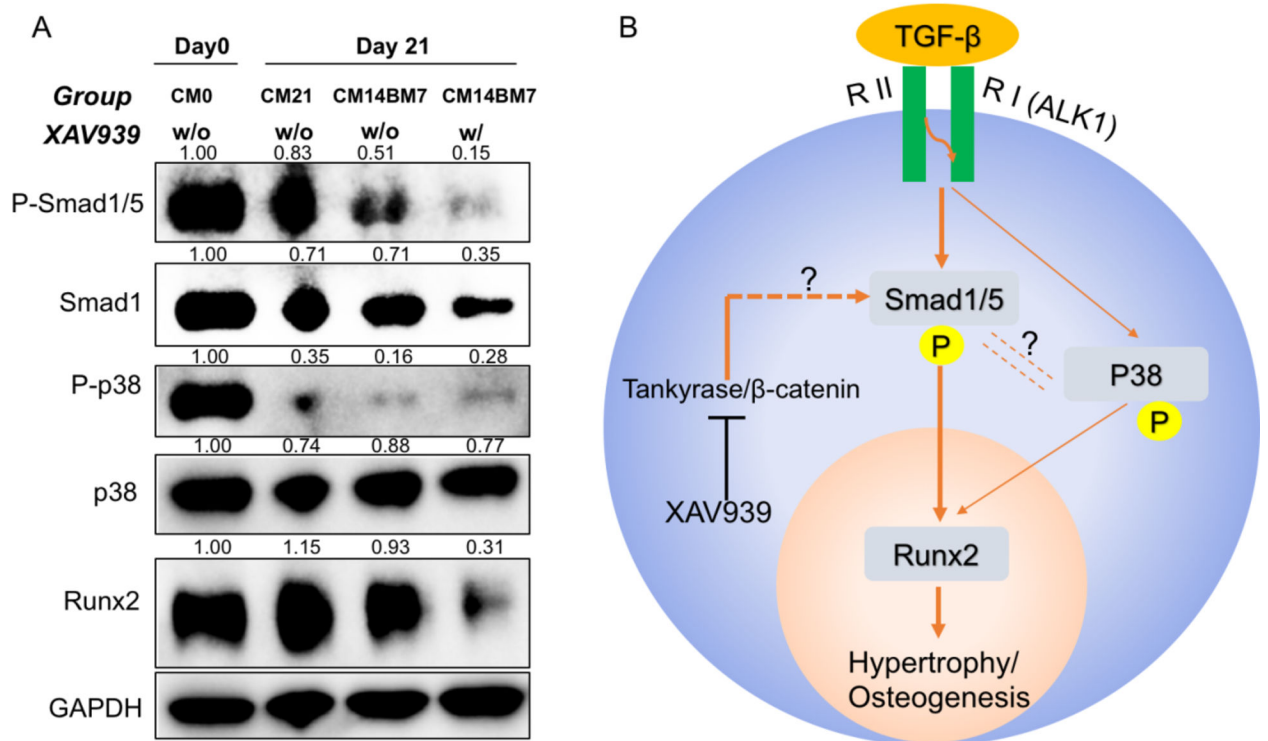 A
Day0 Day 21
Group CM0 CM21 CM14BM7 CM14BM7
XAV939 w/o w/o w/o w/
1.00 0.83 0.51 0.15
P-Smad1/5
1.00 0.71 0.71 0.35
Smad1
1.00 0.35 0.16 0.28
P-p38
1.00 0.74 0.88 0.77
p38
1.00 1.15 0.93 0.31
Runx2
GAPDH
B
TGF-β
R II
R I (ALK1)
?
Smad1/5
P
?
P38
P
Tankyrase/β-catenin
XAV939
Runx2
Hypertrophy/
Osteogenesis